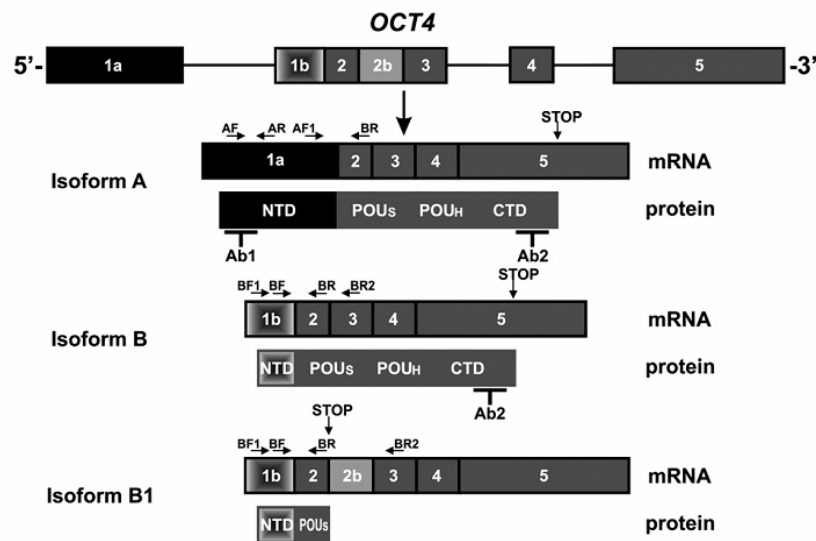 OCT4
5'- 1a 1b 2 2b 3 4 5 -3'
STOP
AF AR AF1 BR
1a 2 3 4 5 mRNA
Isoform A
NTD POUS POUH CTD protein
Ab1 Ab2
STOP
BF1 BF BR BR2
1b 2 3 4 5 mRNA
Isoform B
NTD POUS POUH CTD protein
Ab2
STOP
BF1 BF BR BR2
1b 2 2b 3 4 5 mRNA
Isoform B1
NTD POUS protein